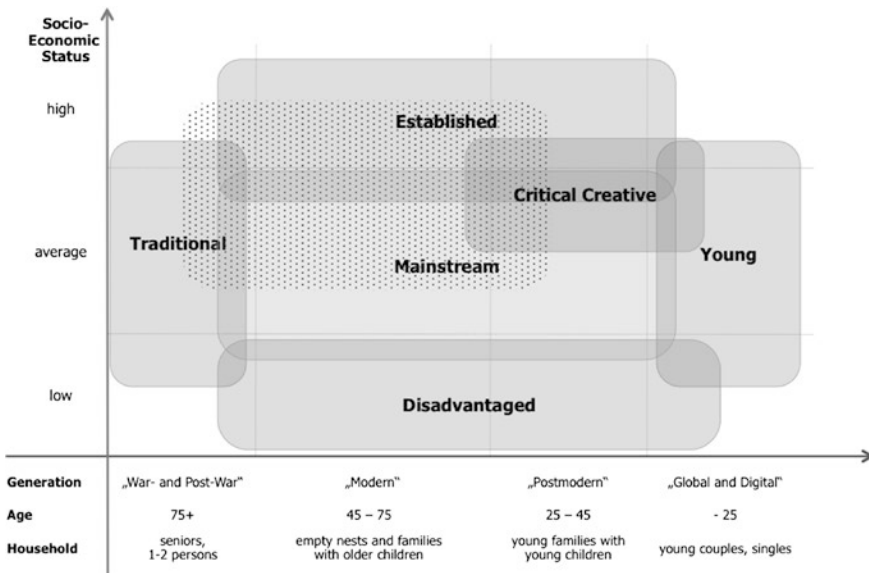 Socio-
Economic
Status
high
Established
Critical Creative
Traditional
average
Young
Mainstream
low
Disadvantaged
Generation „War- and Post-War‟ „Modern‟ „Postmodern‟ „Global and Digital‟
Age 75+ 45 – 75 25 – 45 - 25
Household seniors, empty nests and families young families with young couples, singles
1-2 persons with older children young children